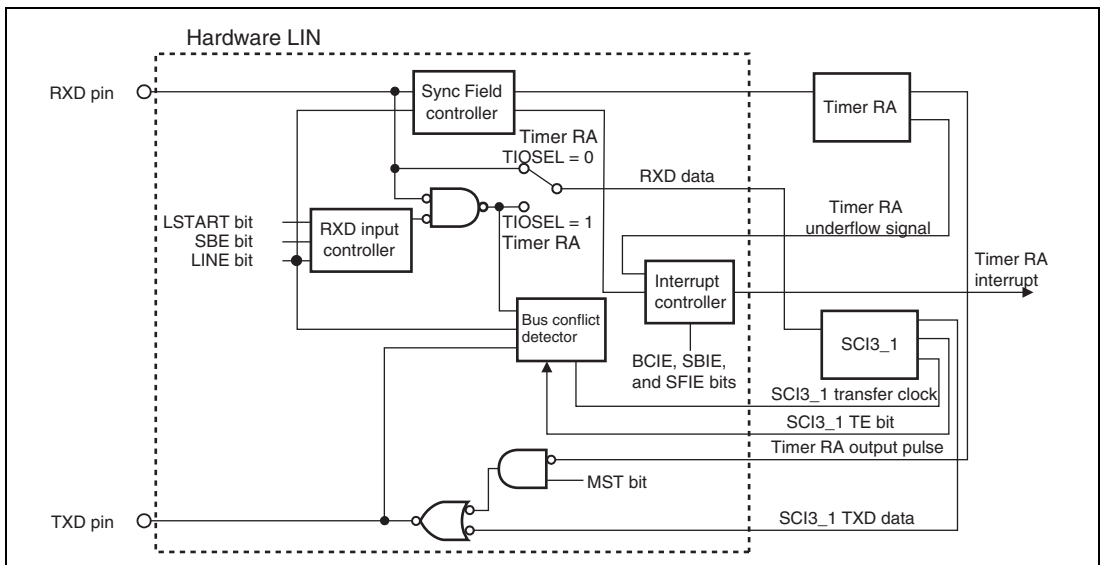 Hardware LIN
RXD pin
Sync Field
controller
Timer RA
Timer RA
TIOSEL = 0
RXD data
LSTART bit
SBE bit
LINE bit
RXD input
controller
TIOSEL = 1
Timer RA
Timer RA
underflow signal
Timer RA
interrupt
Interrupt
controller
Bus conflict
detector
SCI3_1
BCIE, SBIE,
and SFIE bits
SCI3_1 transfer clock
SCI3_1 TE bit
Timer RA output pulse
MST bit
TXD pin
SCI3_1 TXD data